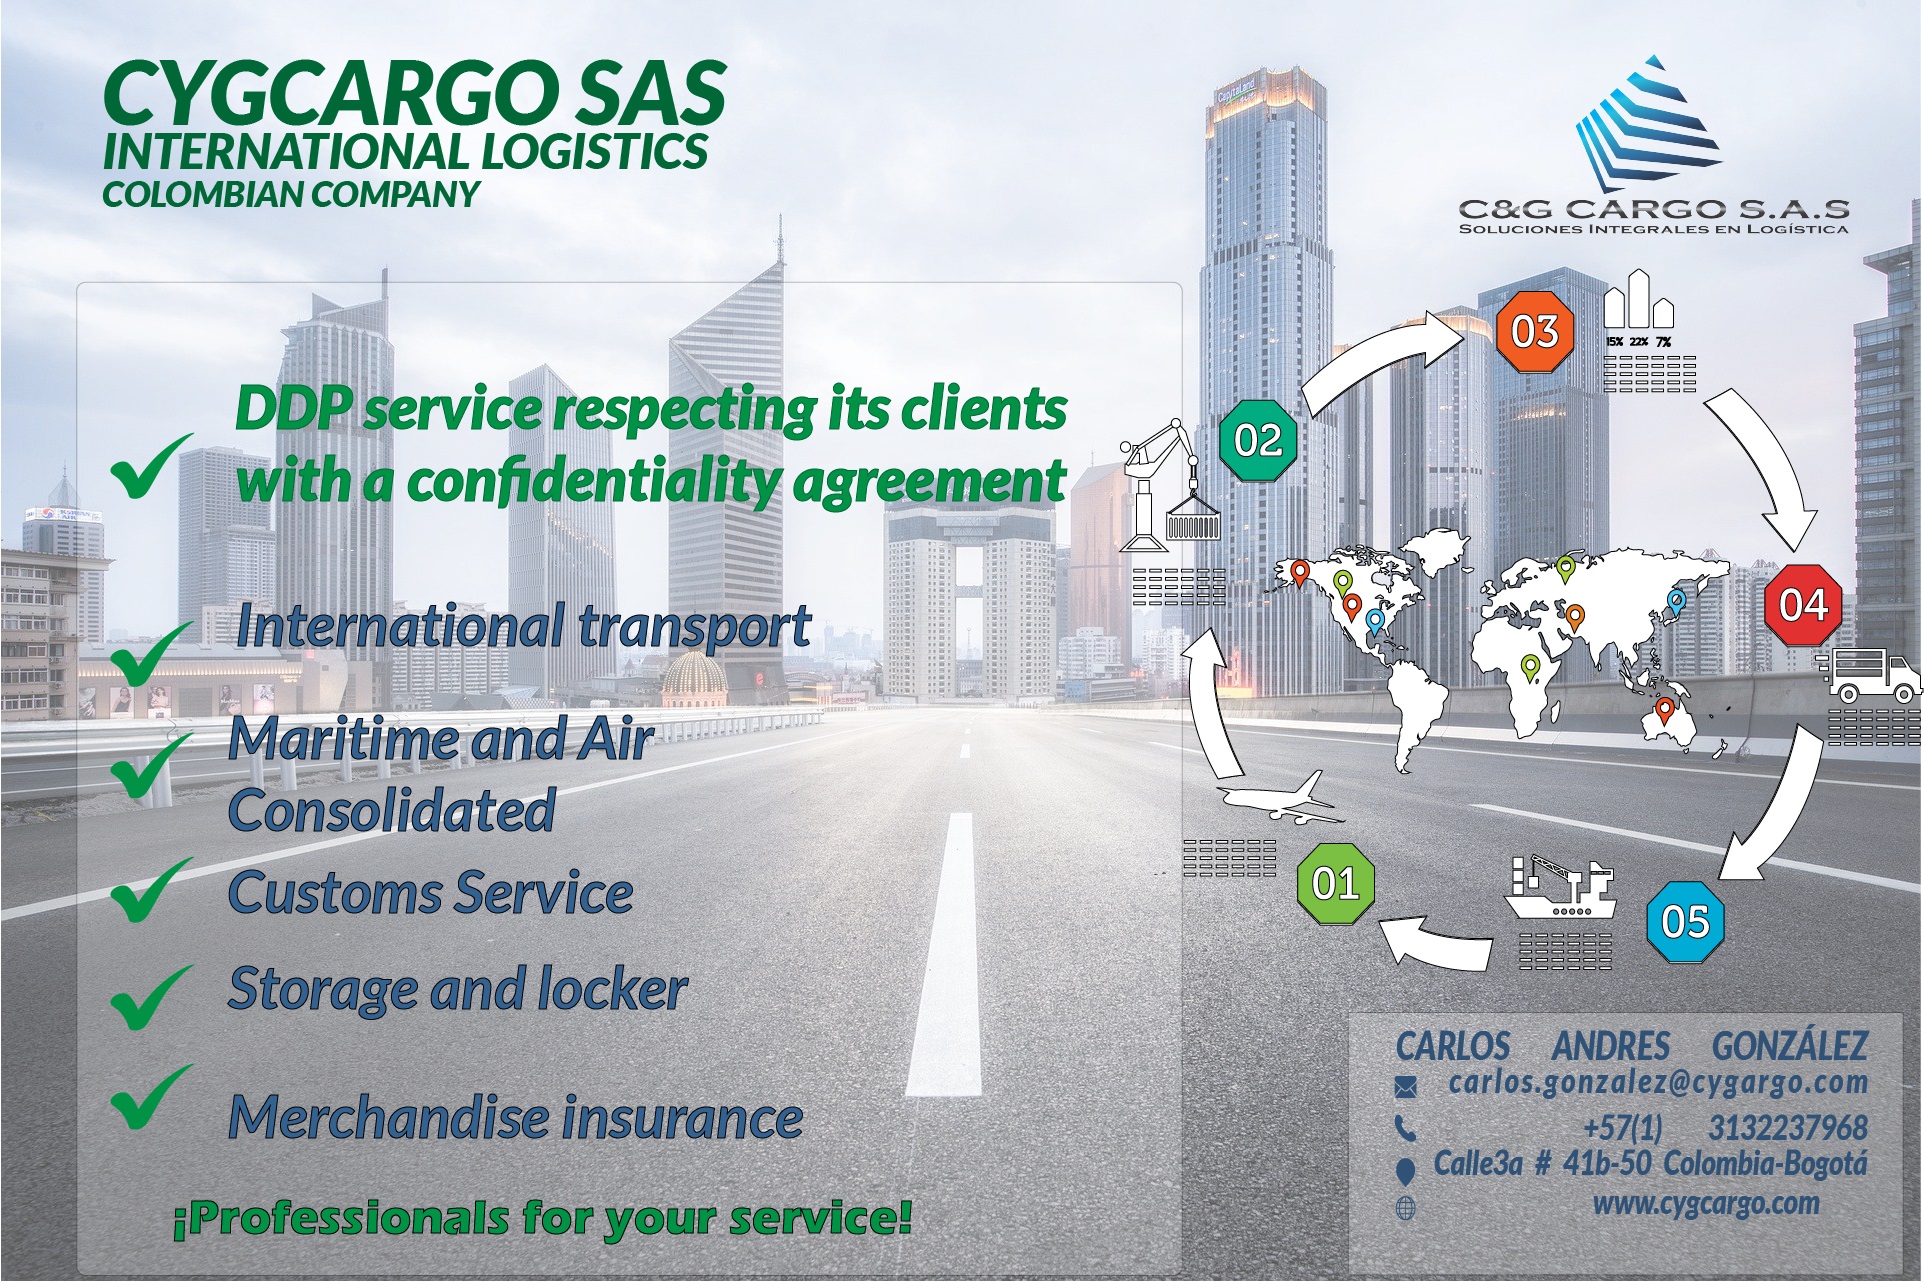 CYGCARGO SAS
INTERNATIONAL LOGISTICS
COLOMBIAN COMPANY
CapitaLand
C&G CARGO S.A.S
SOLUCIONES INTEGRALES EN LOGÍSTICA
DDP service respecting its clients
with a confidentiality agreement
International transport
Maritime and Air
Consolidated
Customs Service
Storage and locker
Merchandise insurance
¡Professionals for your service!
03
15% 22% 7%
02
04
01
05
KOREAN AIR
CARLOS ANDRES GONZÁLEZ
carlos.gonzalez@cygargo.com
+57(1) 3132237968
Calle3a # 41b-50 Colombia-Bogotá
www.cygcargo.com